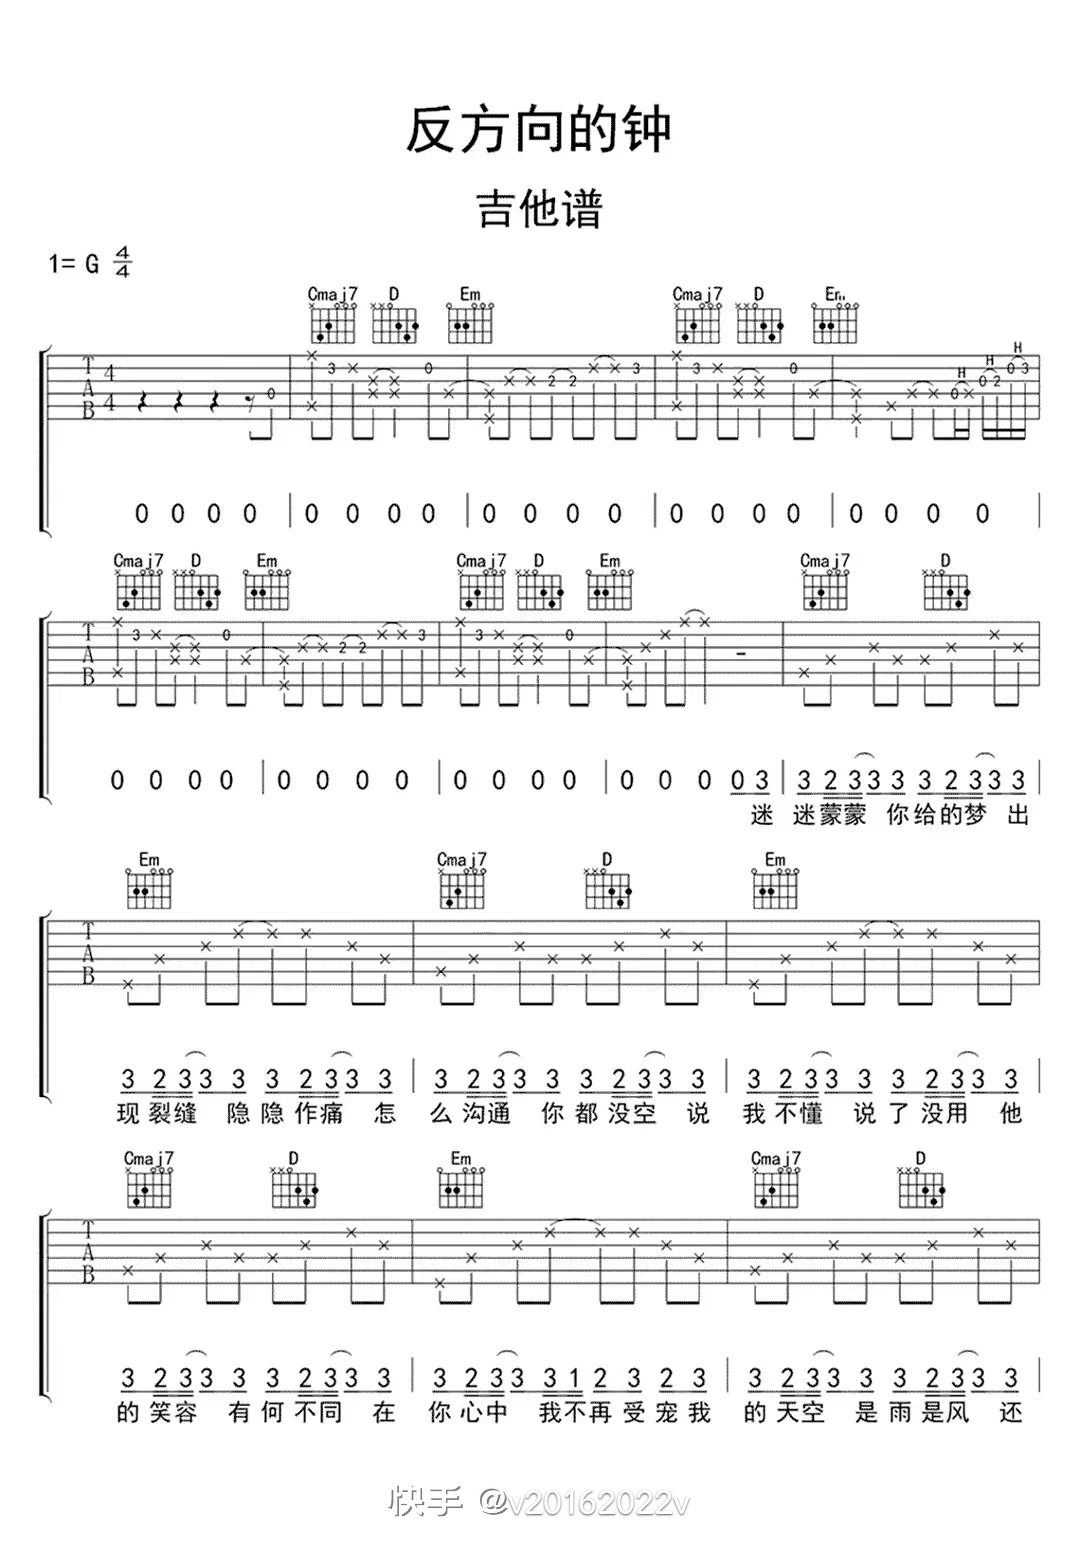 反方向的钟
吉他谱
1= G 4/4
Cmaj7 D Em Cmaj7 D Em
H H H
T A B 4/4 0 3 0 2 2 3 3 0 0 0 2 0 3
0 0 0 0 | 0 0 0 0 | 0 0 0 0 | 0 0 0 0 | 0 0 0 0 |
Cmaj7 D Em Cmaj7 D Em Cmaj7 D
T A B 3 0 2 2 3 3 0
0 0 0 0 | 0 0 0 0 | 0 0 0 0 | 0 0 0 0 3 | 3 2 3 3 3 3 2 3 3 3 |
迷 迷蒙蒙 你给的梦 出
Em Cmaj7 D Em
T A B
3 2 3 3 3 3 2 3 3 3 | 3 2 3 3 3 3 2 3 3 3 | 3 2 3 3 3 3 2 3 3 3 |
现 裂缝 隐隐 作痛 怎 么沟通 你都没空 说 我不懂 说了没用 他
Cmaj7 D Em Cmaj7 D
T A B
3 2 3 3 3 3 2 3 3 3 | 3 2 3 3 3 1 2 3 3 3 | 3 2 3 3 3 3 2 3 3 3 |
的 笑容 有何 不同 在 你心中 我不再受宠我 的天空 是雨是风 还
快手 @v20162022v